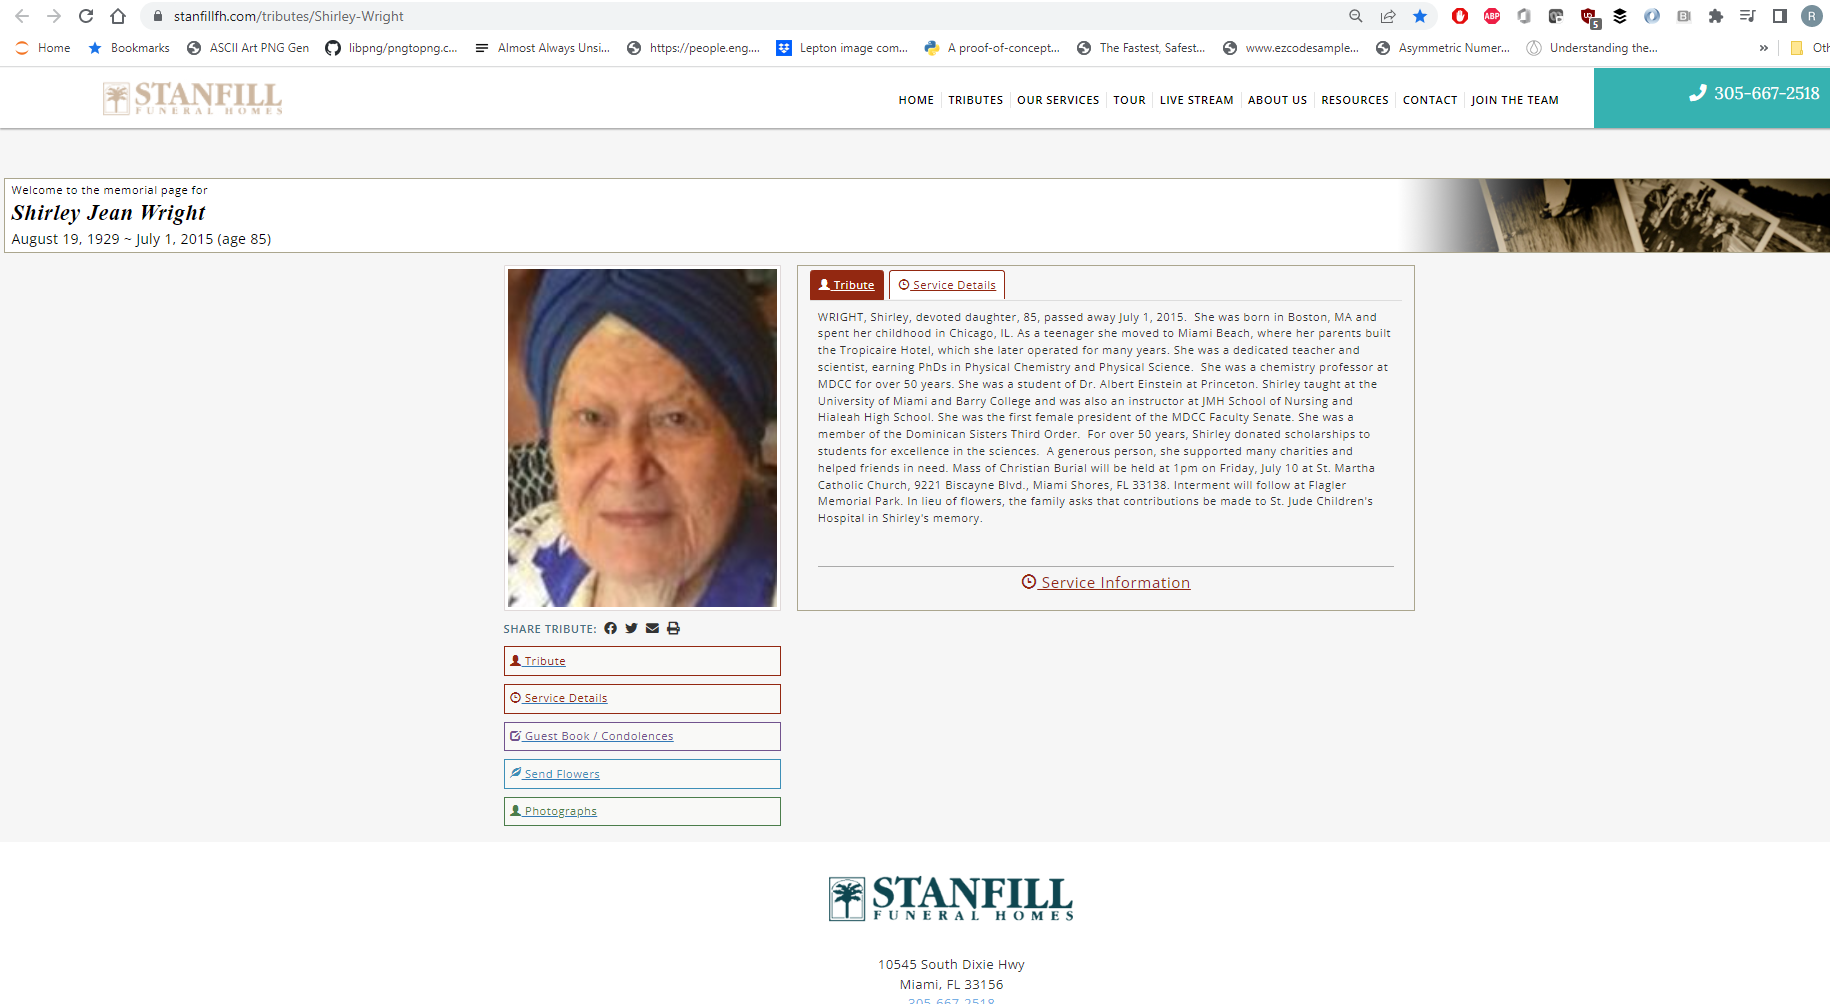 stanfillfh.com/tributes/Shirley-Wright
ABP
5
R
Home
Bookmarks
ASCII Art PNG Gen
libpng/pngtopng.c...
Almost Always Unsi...
https://people.eng....
Lepton image com...
A proof-of-concept...
The Fastest, Safest...
www.ezcodesample...
Asymmetric Numer...
Understanding the...
»
Oth
STANFILL
FUNERAL HOMES
HOME
TRIBUTES
OUR SERVICES
TOUR
LIVE STREAM
ABOUT US
RESOURCES
CONTACT
JOIN THE TEAM
305-667-2518
Welcome to the memorial page for
Shirley Jean Wright
August 19, 1929 ~ July 1, 2015 (age 85)
Tribute
Service Details
WRIGHT, Shirley, devoted daughter, 85, passed away July 1, 2015.  She was born in Boston, MA and
spent her childhood in Chicago, IL. As a teenager she moved to Miami Beach, where her parents built
the Tropicaire Hotel, which she later operated for many years. She was a dedicated teacher and
scientist, earning PhDs in Physical Chemistry and Physical Science.  She was a chemistry professor at
MDCC for over 50 years. She was a student of Dr. Albert Einstein at Princeton. Shirley taught at the
University of Miami and Barry College and was also an instructor at JMH School of Nursing and
Hialeah High School. She was the first female president of the MDCC Faculty Senate. She was a
member of the Dominican Sisters Third Order.  For over 50 years, Shirley donated scholarships to
students for excellence in the sciences.  A generous person, she supported many charities and
helped friends in need. Mass of Christian Burial will be held at 1pm on Friday, July 10 at St. Martha
Catholic Church, 9221 Biscayne Blvd., Miami Shores, FL 33138. Interment will follow at Flagler
Memorial Park. In lieu of flowers, the family asks that contributions be made to St. Jude Children's
Hospital in Shirley's memory.
Service Information
SHARE TRIBUTE:
Tribute
Service Details
Guest Book / Condolences
Send Flowers
Photographs
STANFILL
FUNERAL HOMES
10545 South Dixie Hwy
Miami, FL 33156
305-667-2518